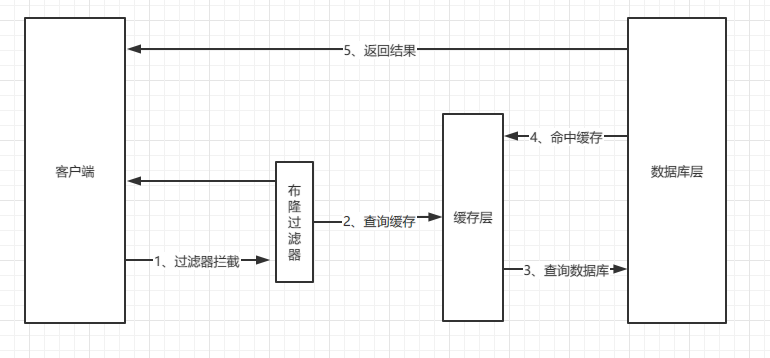 5、返回结果
4、命中缓存
客户端
数据库层
布
隆
过
滤
器
2、查询缓存
缓存层
1、过滤器拦截
3、查询数据库